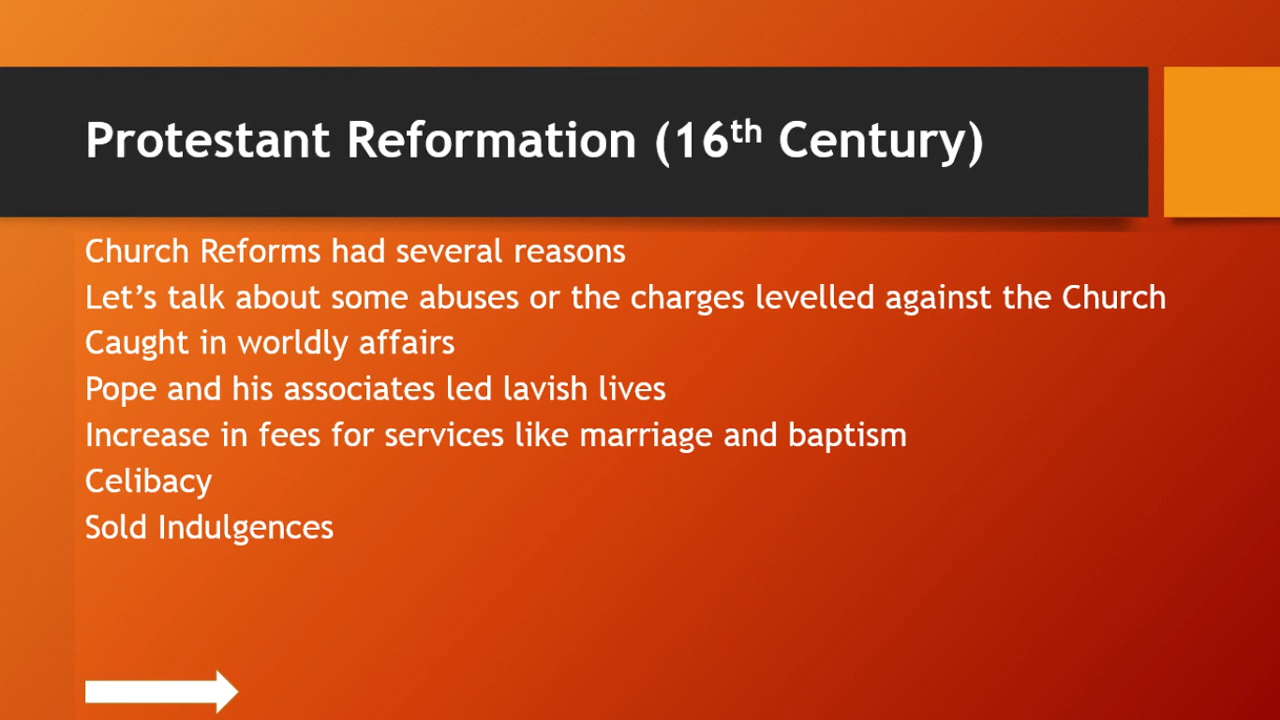 Protestant Reformation (16th Century)
Church Reforms had several reasons
Let’s talk about some abuses or the charges levelled against the Church
Caught in worldly affairs
Pope and his associates led lavish lives
Increase in fees for services like marriage and baptism
Celibacy
Sold Indulgences